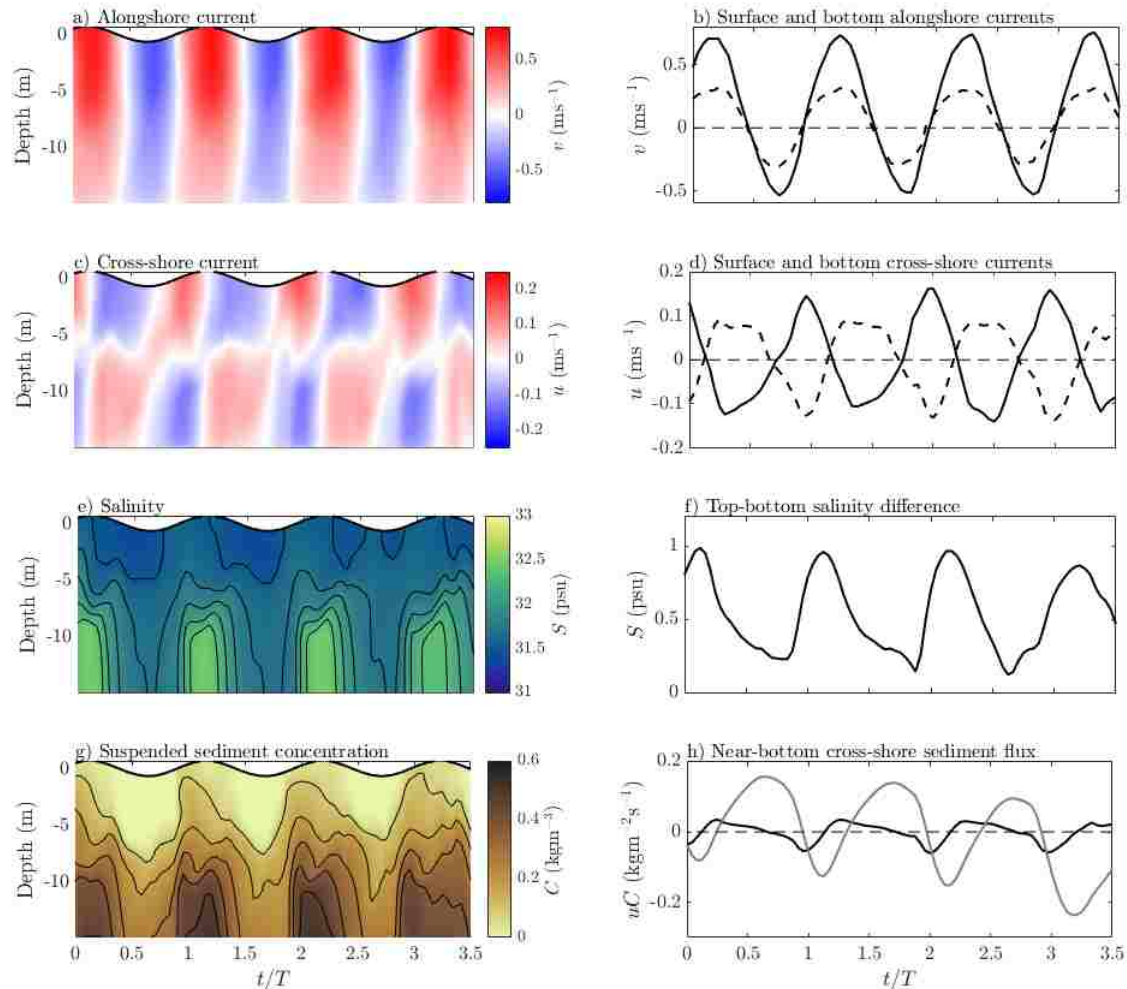 a) Alongshore current
0
-5
-10
Depth (m)
0.5
0
-0.5
v (ms⁻¹)
b) Surface and bottom alongshore currents
0.5
0
-0.5
v (ms⁻¹)
c) Cross-shore current
0
-5
-10
Depth (m)
0.2
0.1
0
-0.1
-0.2
u (ms⁻¹)
d) Surface and bottom cross-shore currents
0.2
0.1
0
-0.1
-0.2
u (ms⁻¹)
e) Salinity
0
-5
-10
Depth (m)
33
32.5
32
31.5
31
S (psu)
f) Top-bottom salinity difference
1
0.5
0
S (psu)
g) Suspended sediment concentration
0
-5
-10
Depth (m)
0.6
0.4
0.2
0
C (kgm⁻³)
0 0.5 1 1.5 2 2.5 3 3.5
t/T
h) Near-bottom cross-shore sediment flux
0.2
0
-0.2
uC (kgm⁻²s⁻¹)
0 0.5 1 1.5 2 2.5 3 3.5
t/T